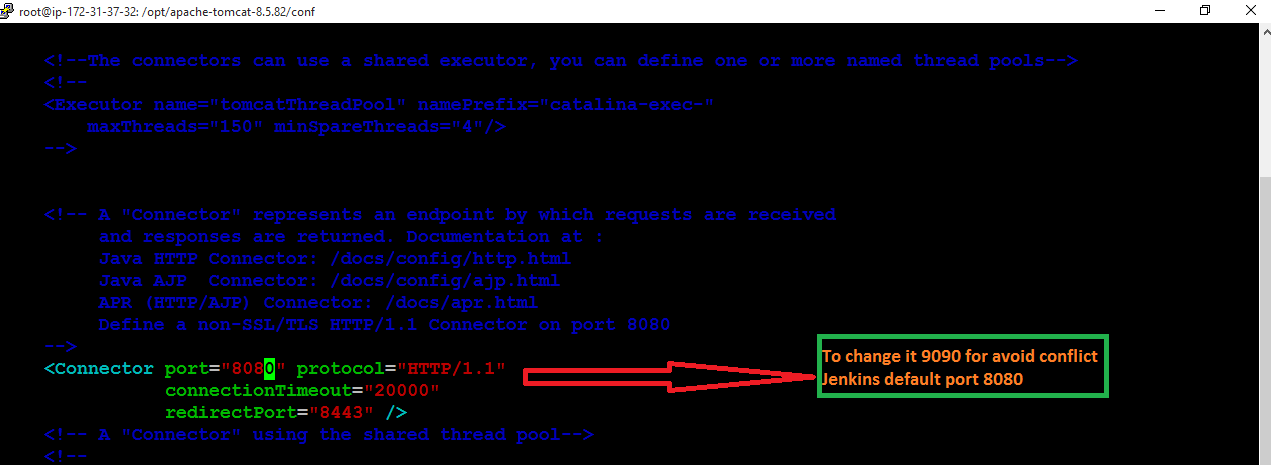 root@ip-172-31-37-32: /opt/apache-tomcat-8.5.82/conf
<!--The connectors can use a shared executor, you can define one or more named thread pools-->
<!--
<Executor name="tomcatThreadPool" namePrefix="catalina-exec-"
maxThreads="150" minSpareThreads="4"/>
-->
<!-- A "Connector" represents an endpoint by which requests are received
and responses are returned. Documentation at :
Java HTTP Connector: /docs/config/http.html
Java AJP  Connector: /docs/config/ajp.html
APR (HTTP/AJP) Connector: /docs/apr.html
Define a non-SSL/TLS HTTP/1.1 Connector on port 8080
-->
<Connector port="8080" protocol="HTTP/1.1"
connectionTimeout="20000"
redirectPort="8443" />
To change it 9090 for avoid conflict
Jenkins default port 8080
<!-- A "Connector" using the shared thread pool-->
<!--